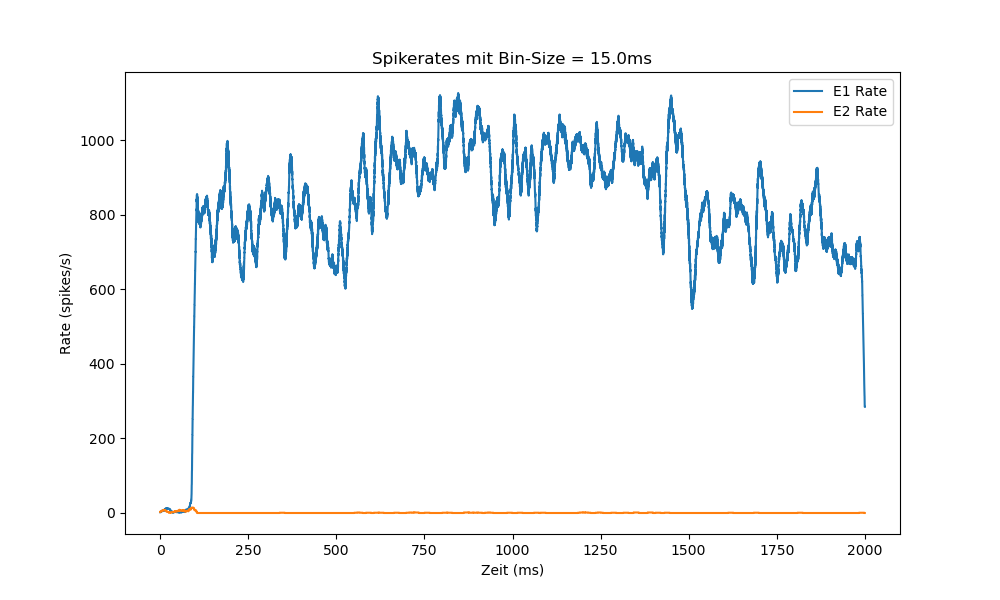 Spikerates mit Bin-Size = 15.0ms
E1 Rate
E2 Rate
1000
800
600
400
200
0
Rate (spikes/s)
0 250 500 750 1000 1250 1500 1750 2000
Zeit (ms)